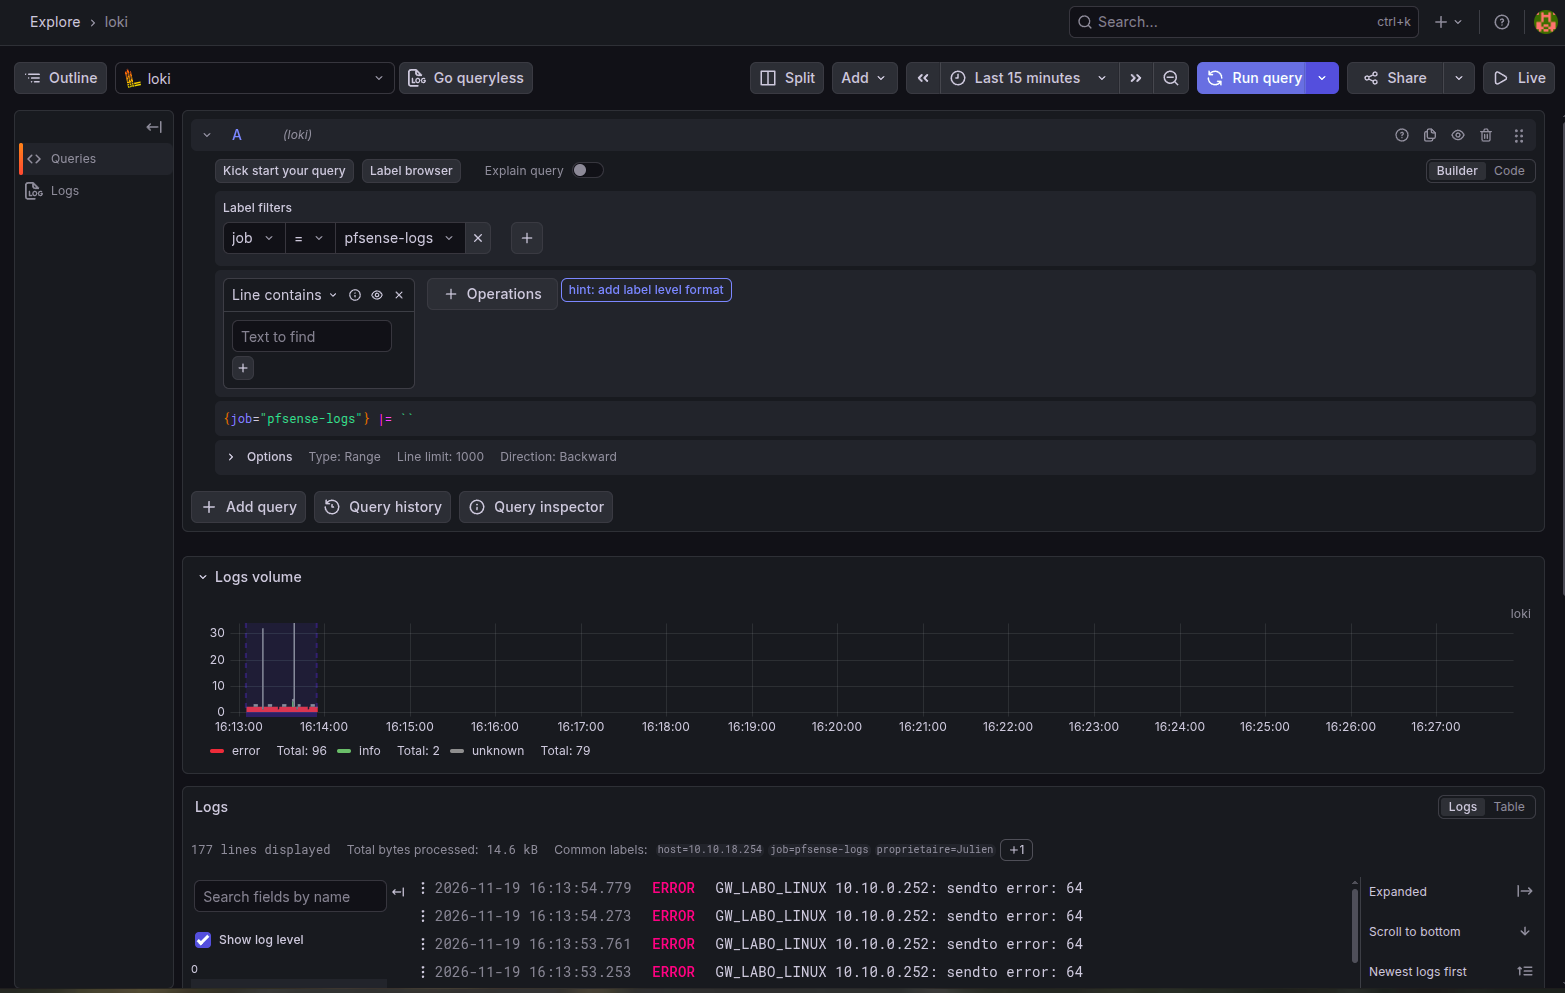 Explore › loki
Search... ctrl+k
Outline loki Go queryless Split Add Last 15 minutes Run query Share Live
Queries
Logs
A (loki)
Kick start your query Label browser Explain query Builder Code
Label filters
job = pfsense-logs
Line contains Operations hint: add label level format
Text to find
{job="pfsense-logs"} |= ``
Options Type: Range Line limit: 1000 Direction: Backward
Add query Query history Query inspector
Logs volume
loki
30
20
10
0
16:13:00 16:14:00 16:15:00 16:16:00 16:17:00 16:18:00 16:19:00 16:20:00 16:21:00 16:22:00 16:23:00 16:24:00 16:25:00 16:26:00 16:27:00
error Total: 96 info Total: 2 unknown Total: 79
Logs Logs Table
177 lines displayed Total bytes processed: 14.6 kB Common labels: host=10.10.18.254 job=pfsense-logs proprietaire=Julien +1
Search fields by name
Show log level
0
2026-11-19 16:13:54.779 ERROR GW_LABO_LINUX 10.10.0.252: sendto error: 64
2026-11-19 16:13:54.273 ERROR GW_LABO_LINUX 10.10.0.252: sendto error: 64
2026-11-19 16:13:53.761 ERROR GW_LABO_LINUX 10.10.0.252: sendto error: 64
2026-11-19 16:13:53.253 ERROR GW_LABO_LINUX 10.10.0.252: sendto error: 64
Expanded
Scroll to bottom
Newest logs first